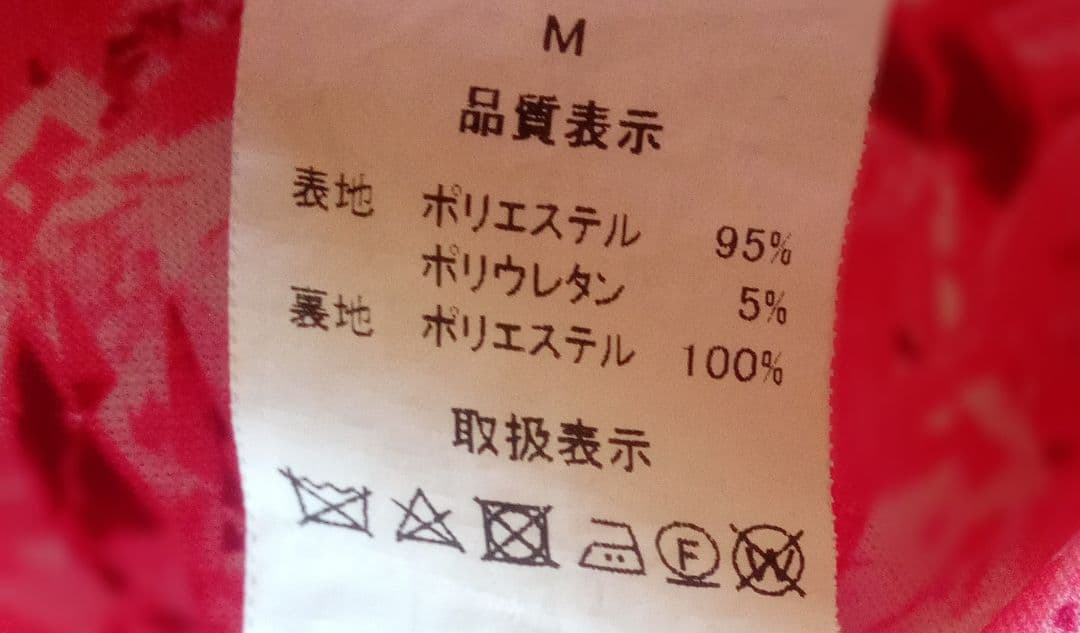 M
品質表示
表地 ポリエステル 95%
ポリウレタン 5%
裏地 ポリエステル 100%
取扱表示
F W